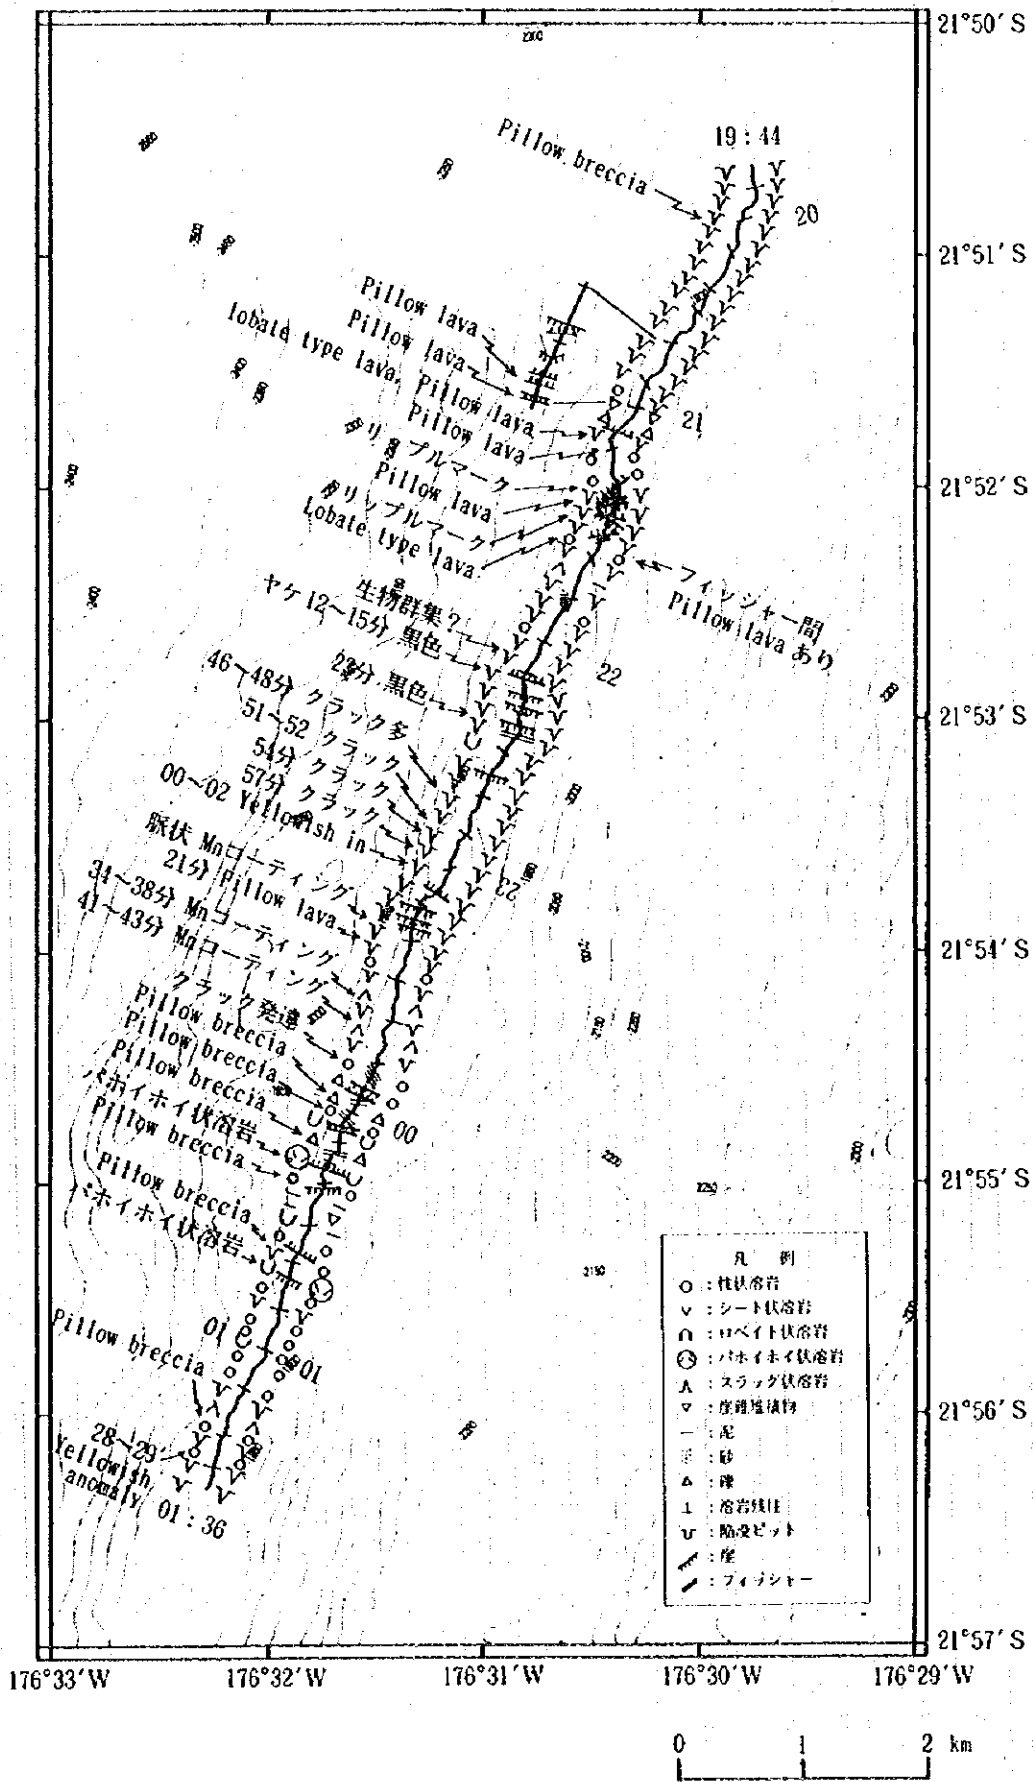 21°50′S
19:44
Pillow breccia
20
21°51′S
Pillow lava
Pillow lava
lobate type lava, Pillow lava
Pillow lava
21
リップルマーク
Pillow lava
21°52′S
リップルマーク
Lobate type lava
フィッシャー間
Pillow lavaあり
生物群集?
ヤケ12~15分 黒色
22
23分 黒色
21°53′S
46~48分 クラック多
51~52 クラック
54分 クラック
57分 クラック
00~02 Yellowish in
23
脈状 Mnコーティング
21分 Pillow lava
34~38分 Mnコーティング
41~43分 Mnコーティング
21°54′S
クラック発達
Pillow breccia
Pillow breccia
Pillow breccia
00
パホイホイ状溶岩
Pillow breccia
21°55′S
2250
Pillow breccia
パホイホイ状溶岩
2150
01
01
Pillow breccia
21°56′S
28~29′
Yellowish
anomaly
01:36
凡 例
○:枕状溶岩
∨:シート状溶岩
∩:ロベイト状溶岩
:パホイホイ状溶岩
∧:スラッグ状溶岩
▽:崖錐堆積物
―:泥
:砂
△:礫
⊥:溶岩残柱
:陥没ピット
:崖
:フィッシャー
21°57′S
176°33′W
176°32′W
176°31′W
176°30′W
176°29′W
0 1 2 km